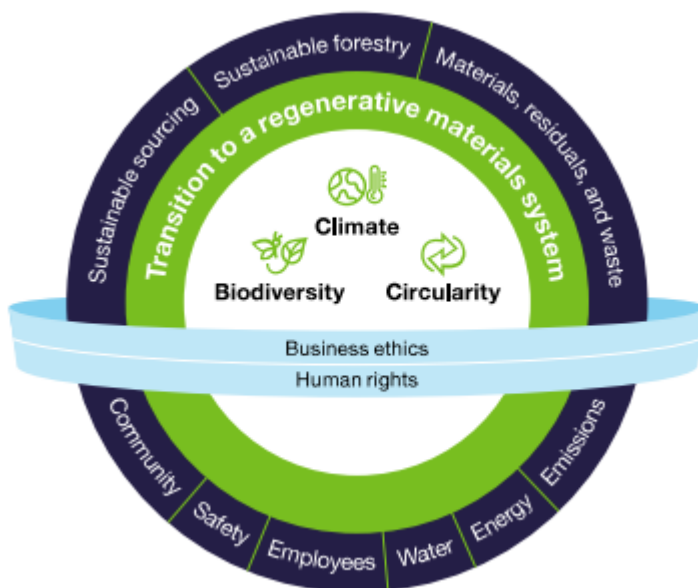 Sustainable sourcing
Sustainable forestry
Materials, residuals, and waste
Transition to a regenerative materials system
Climate
Biodiversity
Circularity
Business ethics
Human rights
Community
Safety
Employees
Water
Energy
Emissions